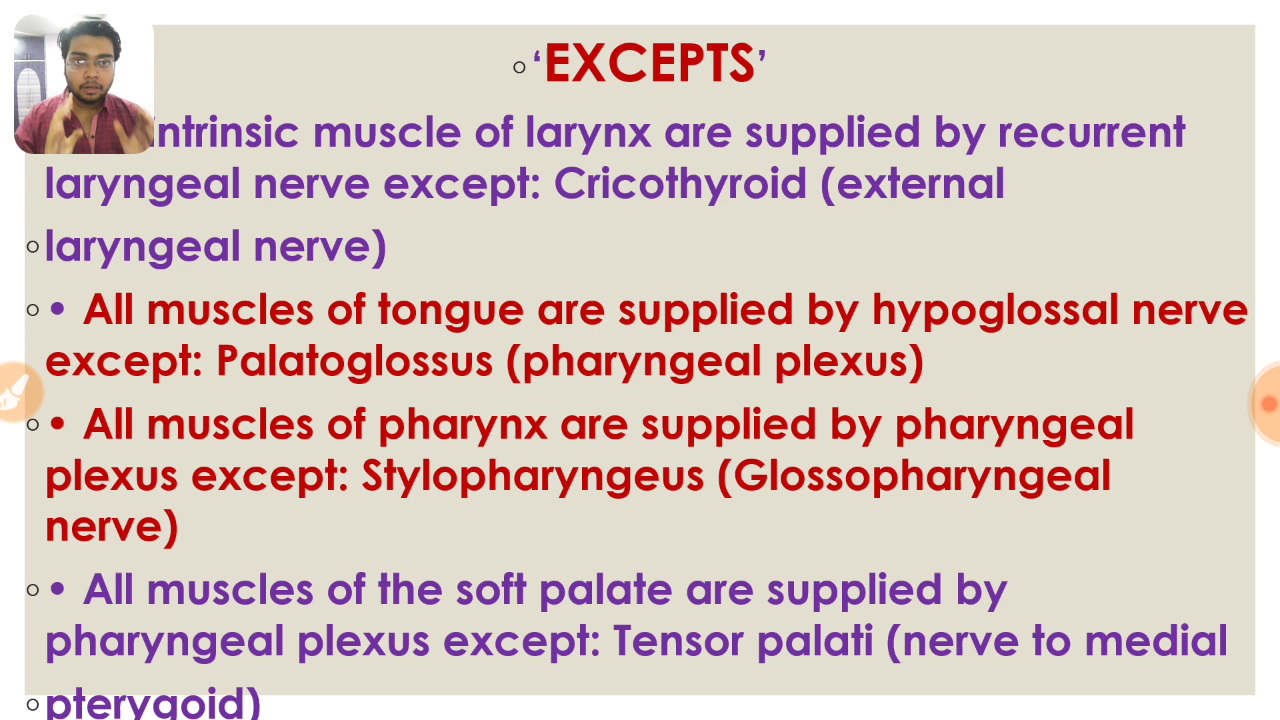 ◦ ‘EXCEPTS’
intrinsic muscle of larynx are supplied by recurrent
laryngeal nerve except: Cricothyroid (external
◦ laryngeal nerve)
◦ • All muscles of tongue are supplied by hypoglossal nerve
except: Palatoglossus (pharyngeal plexus)
◦ • All muscles of pharynx are supplied by pharyngeal
plexus except: Stylopharyngeus (Glossopharyngeal
nerve)
◦ • All muscles of the soft palate are supplied by
pharyngeal plexus except: Tensor palati (nerve to medial
◦ pterygoid)